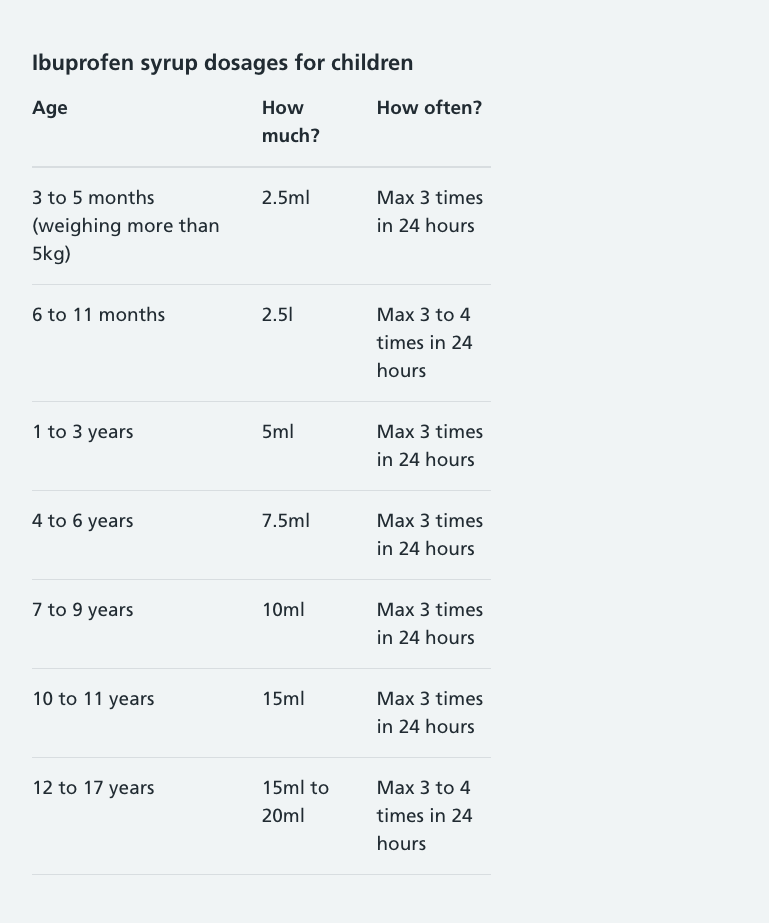 Ibuprofen syrup dosages for children
Age How How often?
much?
3 to 5 months 2.5ml Max 3 times
(weighing more than in 24 hours
5kg)
6 to 11 months 2.5l Max 3 to 4
times in 24
hours
1 to 3 years 5ml Max 3 times
in 24 hours
4 to 6 years 7.5ml Max 3 times
in 24 hours
7 to 9 years 10ml Max 3 times
in 24 hours
10 to 11 years 15ml Max 3 times
in 24 hours
12 to 17 years 15ml to Max 3 to 4
20ml times in 24
hours